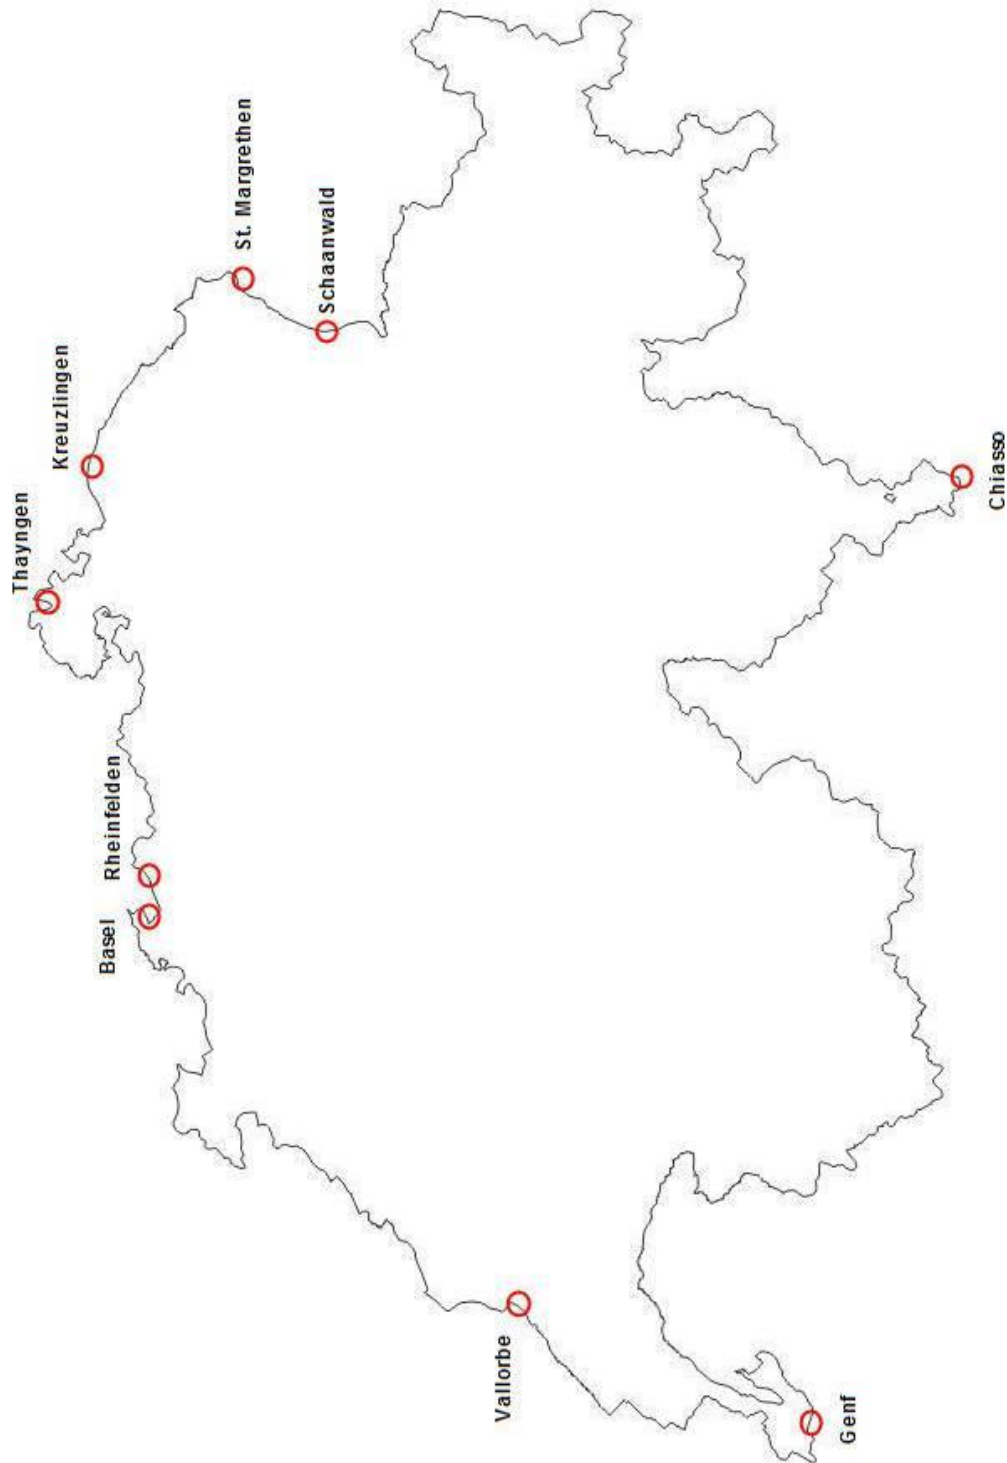 Thayngen
Kreuzlingen
St. Margrethen
Schaanwald
Rheinfelden
Basel
Vallorbe
Genf
Chiasso